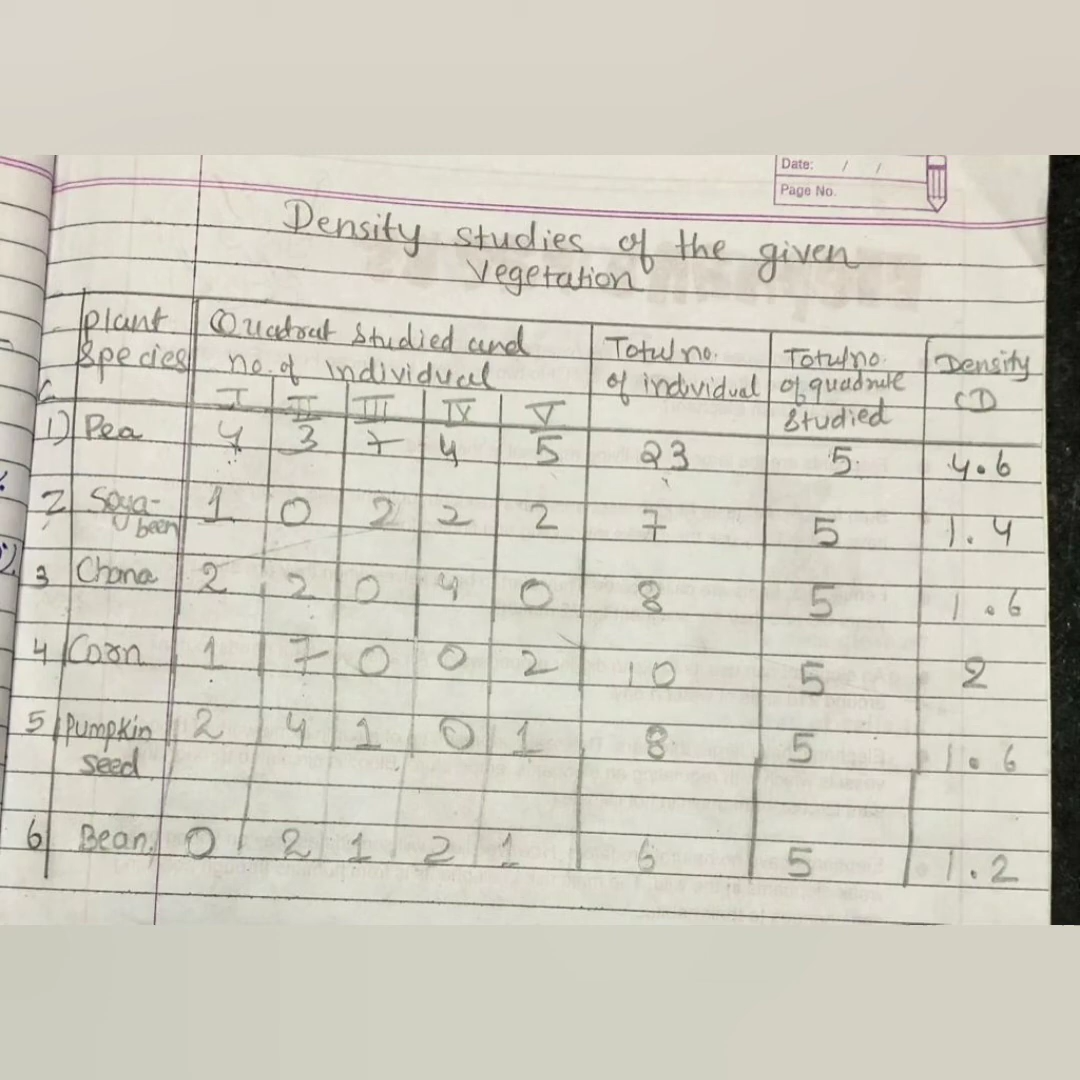 Date: / /
Page No.
Density studies of the given
Vegetation
Plant Species | Quadrat Studied and no. of individual | Total no. of individual | Total no. of quadrate studied | Density (D
I | II | III | IV | V
1) Pea | 4 | 3 | 7 | 4 | 5 | 23 | 5 | 4.6
2 Soya-been | 1 | 0 | 2 | 2 | 2 | 7 | 5 | 1.4
3 Chana | 2 | 2 | 0 | 4 | 0 | 8 | 5 | 1.6
4 Corn | 1 | 7 | 0 | 0 | 2 | 10 | 5 | 2
5 Pumpkin seed | 2 | 4 | 1 | 0 | 1 | 8 | 5 | 1.6
6 Bean | 0 | 2 | 1 | 2 | 1 | 6 | 5 | 1.2